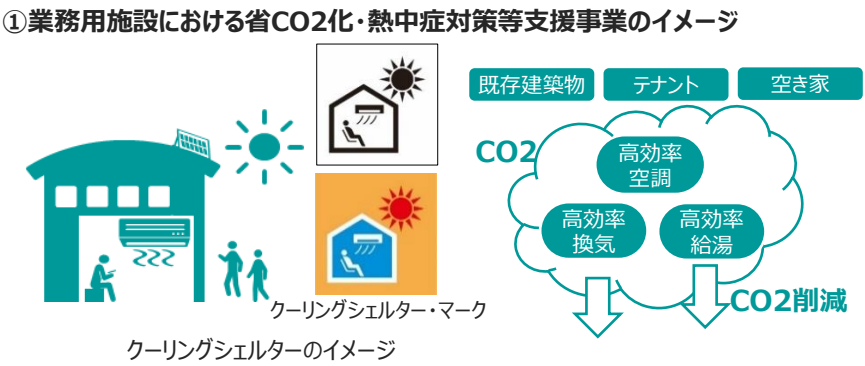 ①業務用施設における省CO2化・熱中症対策等支援事業のイメージ
既存建築物
テナント
空き家
CO2
高効率
空調
高効率
換気
高効率
給湯
CO2削減
クーリングシェルター・マーク
クーリングシェルターのイメージ